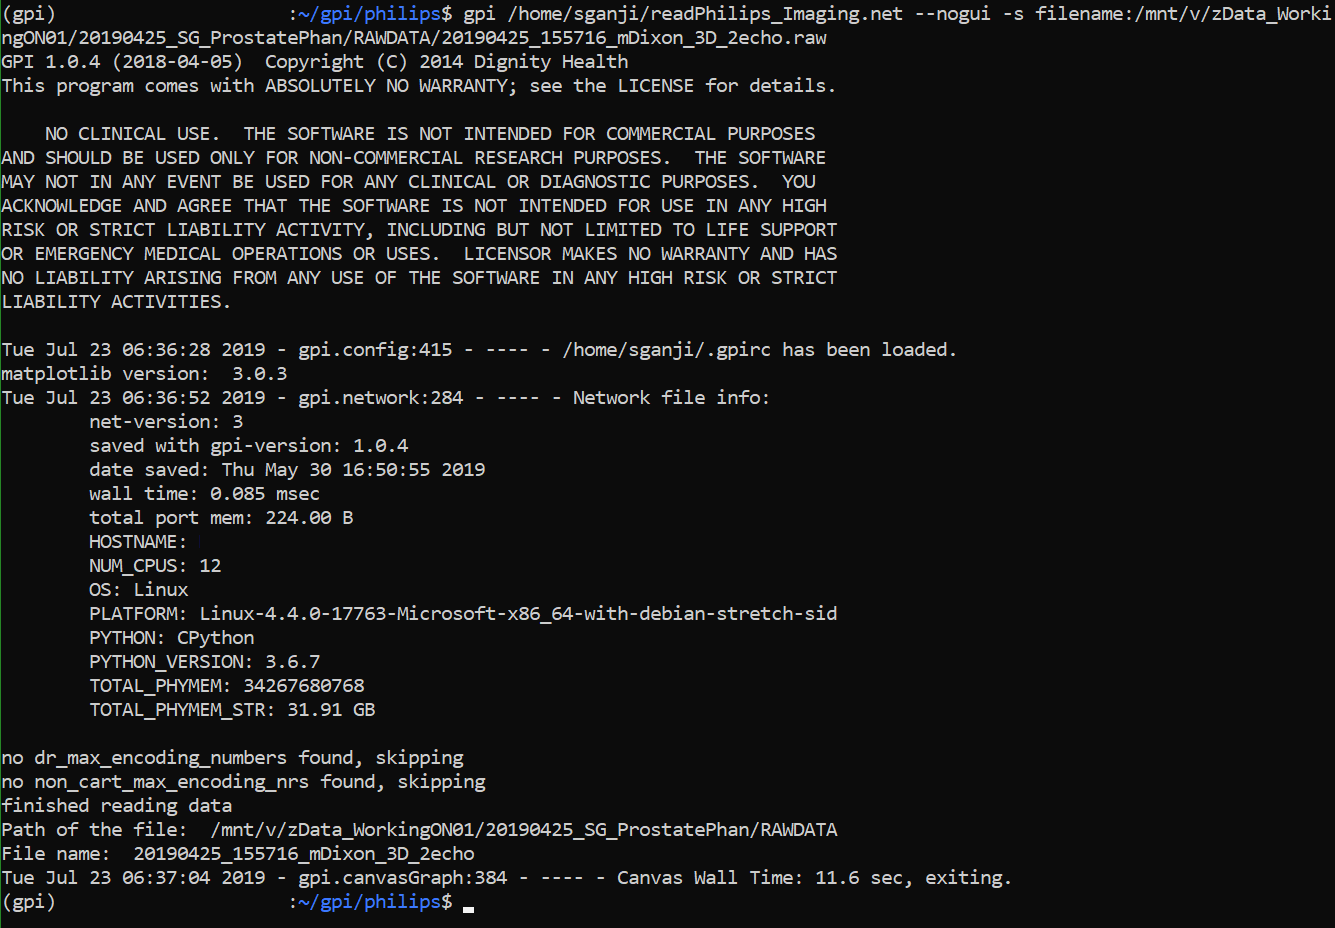 (gpi) :~/gpi/philips$ gpi /home/sganji/readPhilips_Imaging.net --nogui -s filename:/mnt/v/zData_Worki
ngON01/20190425_SG_ProstatePhan/RAWDATA/20190425_155716_mDixon_3D_2echo.raw
GPI 1.0.4 (2018-04-05)  Copyright (C) 2014 Dignity Health
This program comes with ABSOLUTELY NO WARRANTY; see the LICENSE for details.
NO CLINICAL USE.  THE SOFTWARE IS NOT INTENDED FOR COMMERCIAL PURPOSES
AND SHOULD BE USED ONLY FOR NON-COMMERCIAL RESEARCH PURPOSES.  THE SOFTWARE
MAY NOT IN ANY EVENT BE USED FOR ANY CLINICAL OR DIAGNOSTIC PURPOSES.  YOU
ACKNOWLEDGE AND AGREE THAT THE SOFTWARE IS NOT INTENDED FOR USE IN ANY HIGH
RISK OR STRICT LIABILITY ACTIVITY, INCLUDING BUT NOT LIMITED TO LIFE SUPPORT
OR EMERGENCY MEDICAL OPERATIONS OR USES.  LICENSOR MAKES NO WARRANTY AND HAS
NO LIABILITY ARISING FROM ANY USE OF THE SOFTWARE IN ANY HIGH RISK OR STRICT
LIABILITY ACTIVITIES.
Tue Jul 23 06:36:28 2019 - gpi.config:415 - ---- - /home/sganji/.gpirc has been loaded.
matplotlib version:  3.0.3
Tue Jul 23 06:36:52 2019 - gpi.network:284 - ---- - Network file info:
net-version: 3
saved with gpi-version: 1.0.4
date saved: Thu May 30 16:50:55 2019
wall time: 0.085 msec
total port mem: 224.00 B
HOSTNAME:
NUM_CPUS: 12
OS: Linux
PLATFORM: Linux-4.4.0-17763-Microsoft-x86_64-with-debian-stretch-sid
PYTHON: CPython
PYTHON_VERSION: 3.6.7
TOTAL_PHYMEM: 34267680768
TOTAL_PHYMEM_STR: 31.91 GB
no dr_max_encoding_numbers found, skipping
no non_cart_max_encoding_nrs found, skipping
finished reading data
Path of the file:  /mnt/v/zData_WorkingON01/20190425_SG_ProstatePhan/RAWDATA
File name:  20190425_155716_mDixon_3D_2echo
Tue Jul 23 06:37:04 2019 - gpi.canvasGraph:384 - ---- - Canvas Wall Time: 11.6 sec, exiting.
(gpi) :~/gpi/philips$